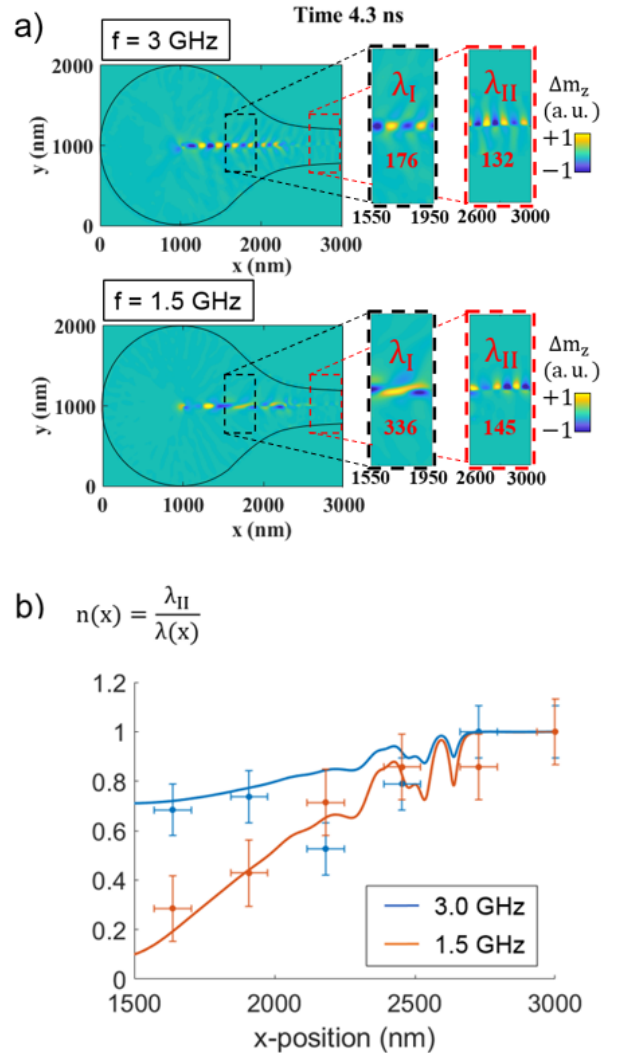 Time 4.3 ns
a)
f = 3 GHz
2000
1000
0
y (nm)
0 1000 2000 3000
x (nm)
λI
176
1550 1950
λII
132
2600 3000
Δmz
(a. u.)
+1
−1
f = 1.5 GHz
2000
1000
0
y (nm)
0 1000 2000 3000
x (nm)
λI
336
1550 1950
λII
145
2600 3000
Δmz
(a. u.)
+1
−1
b)
n(x) = λII / λ(x)
1.2
1
0.8
0.6
0.4
0.2
0
3.0 GHz
1.5 GHz
1500 2000 2500 3000
x-position (nm)